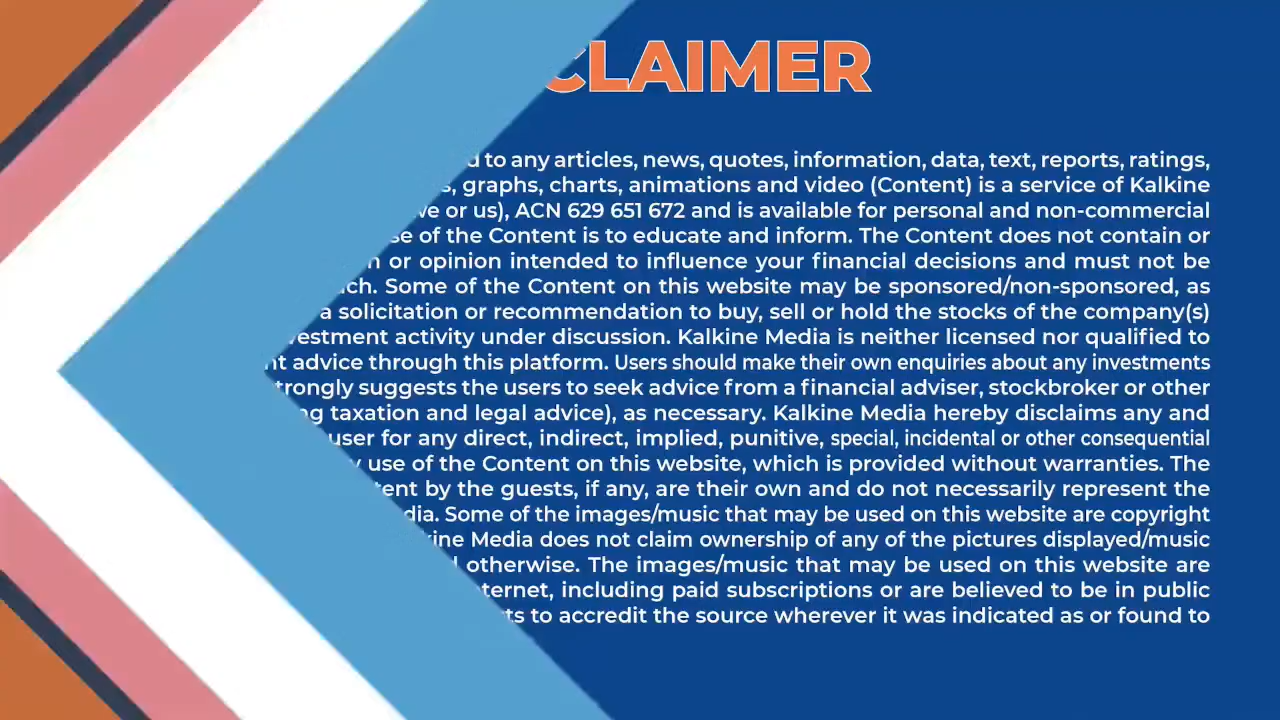 CLAIMER
to any articles, news, quotes, information, data, text, reports, ratings,
graphs, charts, animations and video (Content) is a service of Kalkine
or us), ACN 629 651 672 and is available for personal and non-commercial
of the Content is to educate and inform. The Content does not contain or
or opinion intended to influence your financial decisions and must not be
Some of the Content on this website may be sponsored/non-sponsored, as
a solicitation or recommendation to buy, sell or hold the stocks of the company(s)
vestment activity under discussion. Kalkine Media is neither licensed nor qualified to
nt advice through this platform. Users should make their own enquiries about any investments
trongly suggests the users to seek advice from a financial adviser, stockbroker or other
ng taxation and legal advice), as necessary. Kalkine Media hereby disclaims any and
user for any direct, indirect, implied, punitive, special, incidental or other consequential
use of the Content on this website, which is provided without warranties. The
tent by the guests, if any, are their own and do not necessarily represent the
dia. Some of the images/music that may be used on this website are copyright
kine Media does not claim ownership of any of the pictures displayed/music
otherwise. The images/music that may be used on this website are
ternet, including paid subscriptions or are believed to be in public
ts to accredit the source wherever it was indicated as or found to